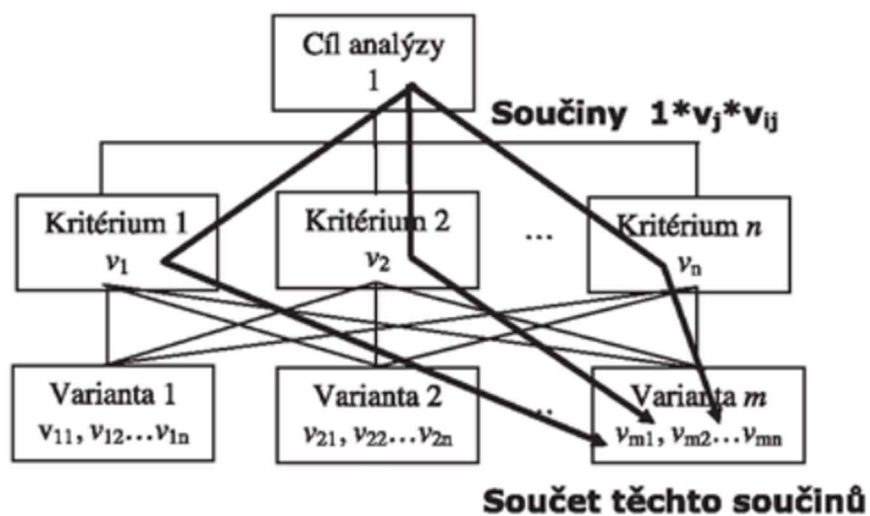 Cíl analýzy
1
Součiny 1*vj*vij
Kritérium 1
v1
Kritérium 2
v2
...
Kritérium n
vn
Varianta 1
v11, v12...v1n
Varianta 2
v21, v22...v2n
..
Varianta m
vm1, vm2...vmn
Součet těchto součinů